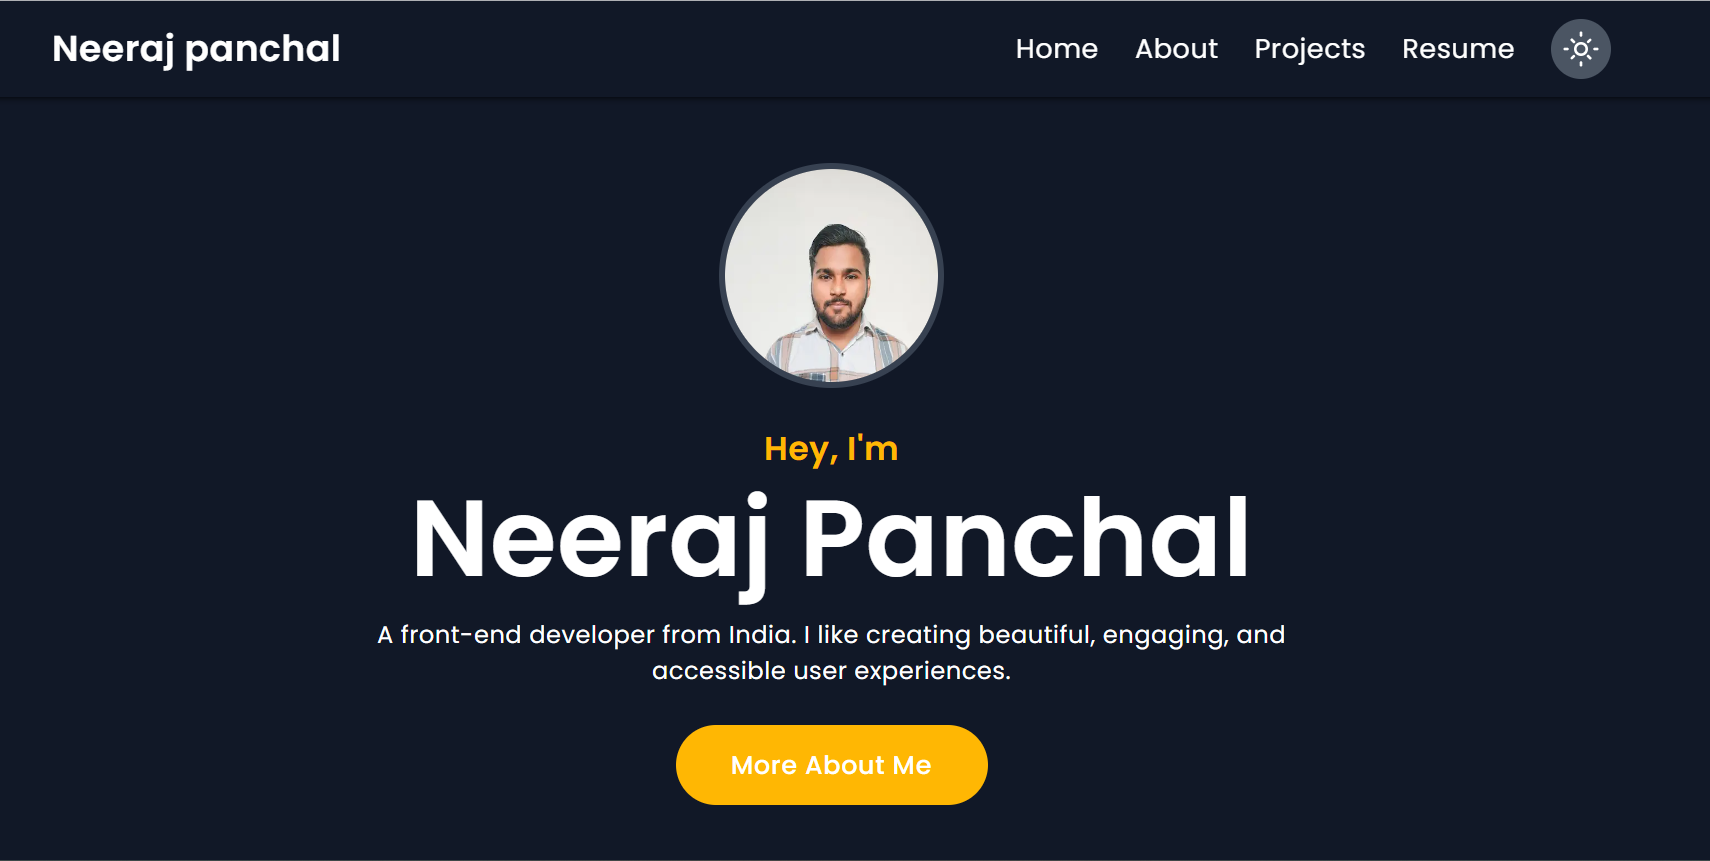 Neeraj panchal
Home About Projects Resume
Hey, I'm
Neeraj Panchal
A front-end developer from India. I like creating beautiful, engaging, and
accessible user experiences.
More About Me